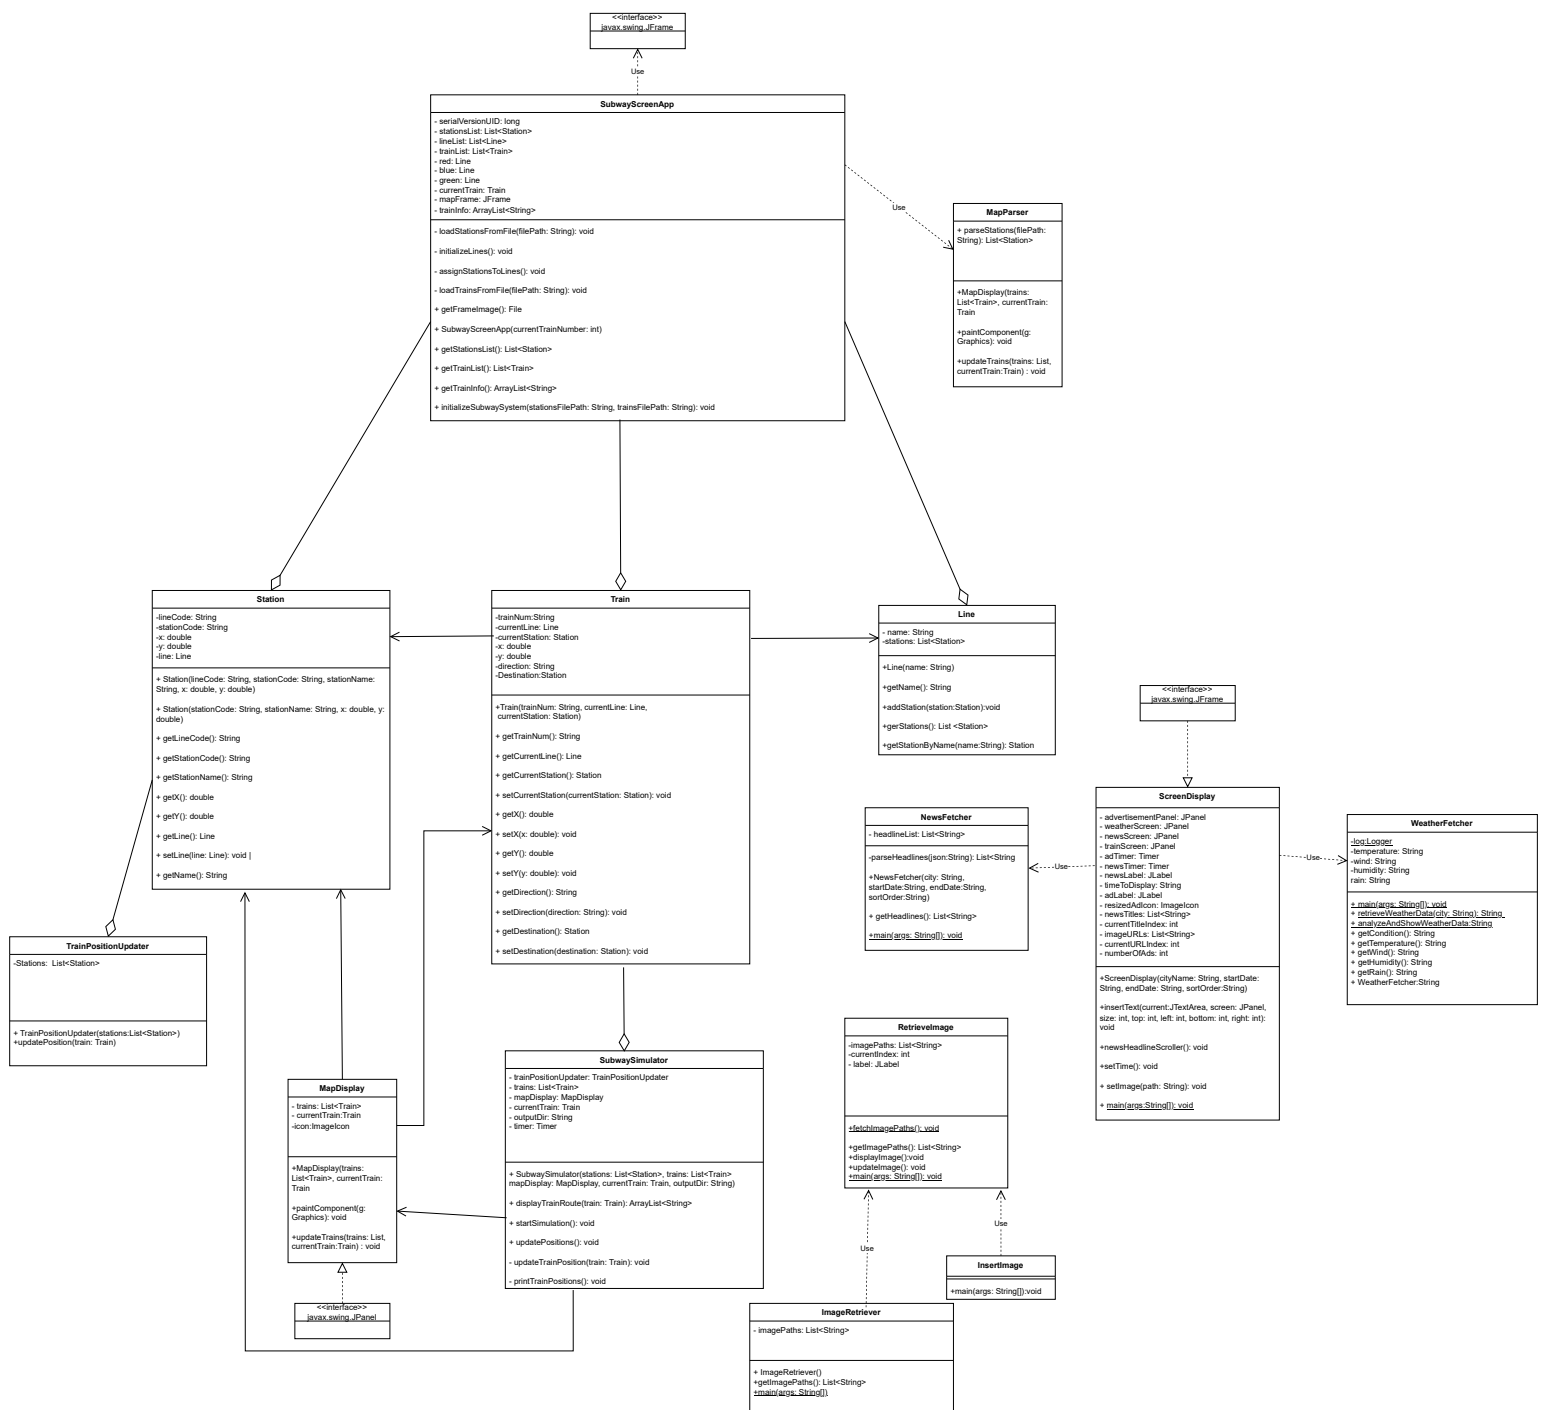 <<interface>>
javax.swing.JFrame
Use
SubwayScreenApp
- serialVersionUID: long
- stationsList: List<Station>
- lineList: List<Line>
- trainList: List<Train>
- red: Line
- blue: Line
- green: Line
- currentTrain: Train
- mapFrame: JFrame
- trainInfo: ArrayList<String>
- loadStationsFromFile(filePath: String): void
- initializeLines(): void
- assignStationsToLines(): void
- loadTrainsFromFile(filePath: String): void
+ getFrameImage(): File
+ SubwayScreenApp(currentTrainNumber: int)
+ getStationsList(): List<Station>
+ getTrainList(): List<Train>
+ getTrainInfo(): ArrayList<String>
+ initializeSubwaySystem(stationsFilePath: String, trainsFilePath: String): void
Use
MapParser
+ parseStations(filePath:
String): List<Station>
+MapDisplay(trains:
List<Train>, currentTrain:
Train
+paintComponent(g:
Graphics): void
+updateTrains(trains: List,
currentTrain:Train) : void
Station
-lineCode: String
-stationCode: String
-x: double
-y: double
-line: Line
+ Station(lineCode: String, stationCode: String, stationName:
String, x: double, y: double)
+ Station(stationCode: String, stationName: String, x: double, y:
double)
+ getLineCode(): String
+ getStationCode(): String
+ getStationName(): String
+ getX(): double
+ getY(): double
+ getLine(): Line
+ setLine(line: Line): void |
+ getName(): String
Train
-trainNum:String
-currentLine: Line
-currentStation: Station
-x: double
-y: double
-direction: String
-Destination:Station
+Train(trainNum: String, currentLine: Line,
currentStation: Station)
+ getTrainNum(): String
+ getCurrentLine(): Line
+ getCurrentStation(): Station
+ setCurrentStation(currentStation: Station): void
+ getX(): double
+ setX(x: double): void
+ getY(): double
+ setY(y: double): void
+ getDirection(): String
+ setDirection(direction: String): void
+ getDestination(): Station
+ setDestination(destination: Station): void
Line
- name: String
-stations: List<Station>
+Line(name: String)
+getName(): String
+addStation(station:Station):void
+gerStations(): List <Station>
+getStationByName(name:String): Station
<<interface>>
javax.swing.JFrame
ScreenDisplay
- advertisementPanel: JPanel
- weatherScreen: JPanel
- newsScreen: JPanel
- trainScreen: JPanel
- adTimer: Timer
- newsTimer: Timer
- newsLabel: JLabel
- timeToDisplay: String
- adLabel: JLabel
- resizedAdIcon: ImageIcon
- newsTitles: List<String>
- currentTitleIndex: int
- imageURLs: List<String>
- currentURLIndex: int
- numberOfAds: int
+ScreenDisplay(cityName: String, startDate:
String, endDate: String, sortOrder:String)
+insertText(current:JTextArea, screen: JPanel,
size: int, top: int, left: int, bottom: int, right: int):
void
+newsHeadlineScroller(): void
+setTime(): void
+ setImage(path: String): void
+ main(args:String[]): void
NewsFetcher
- headlineList: List<String>
-parseHeadlines(json:String): List<String
+NewsFetcher(city: String,
startDate:String, endDate:String,
sortOrder:String)
+ getHeadlines(): List<String>
+main(args: String[]): void
Use
Use
WeatherFetcher
-log:Logger
-temperature: String
-wind: String
-humidity: String
rain: String
+ main(args: String[]): void
+ retrieveWeatherData(city: String): String
+ analyzeAndShowWeatherData:String
+ getCondition(): String
+ getTemperature(): String
+ getWind(): String
+ getHumidity(): String
+ getRain(): String
+ WeatherFetcher:String
TrainPositionUpdater
-Stations: List<Station>
+ TrainPositionUpdater(stations:List<Station>)
+updatePosition(train: Train)
MapDisplay
- trains: List<Train>
- currentTrain:Train
-icon:ImageIcon
+MapDisplay(trains:
List<Train>, currentTrain:
Train
+paintComponent(g:
Graphics): void
+updateTrains(trains: List,
currentTrain:Train) : void
<<interface>>
javax.swing.JPanel
SubwaySimulator
- trainPositionUpdater: TrainPositionUpdater
- trains: List<Train>
- mapDisplay: MapDisplay
- currentTrain: Train
- outputDir: String
- timer: Timer
+ SubwaySimulator(stations: List<Station>, trains: List<Train>
mapDisplay: MapDisplay, currentTrain: Train, outputDir: String)
+ displayTrainRoute(train: Train): ArrayList<String>
+ startSimulation(): void
+ updatePositions(): void
- updateTrainPosition(train: Train): void
- printTrainPositions(): void
RetrieveImage
-imagePaths: List<String>
-currentIndex: int
- label: JLabel
+fetchImagePaths(): void
+getImagePaths(): List<String>
+displayImage():void
+updateImage(): void
+main(args: String[]): void
Use
Use
InsertImage
+main(args: String[]):void
ImageRetriever
- imagePaths: List<String>
+ ImageRetriever()
+getImagePaths(): List<String>
+main(args: String[])